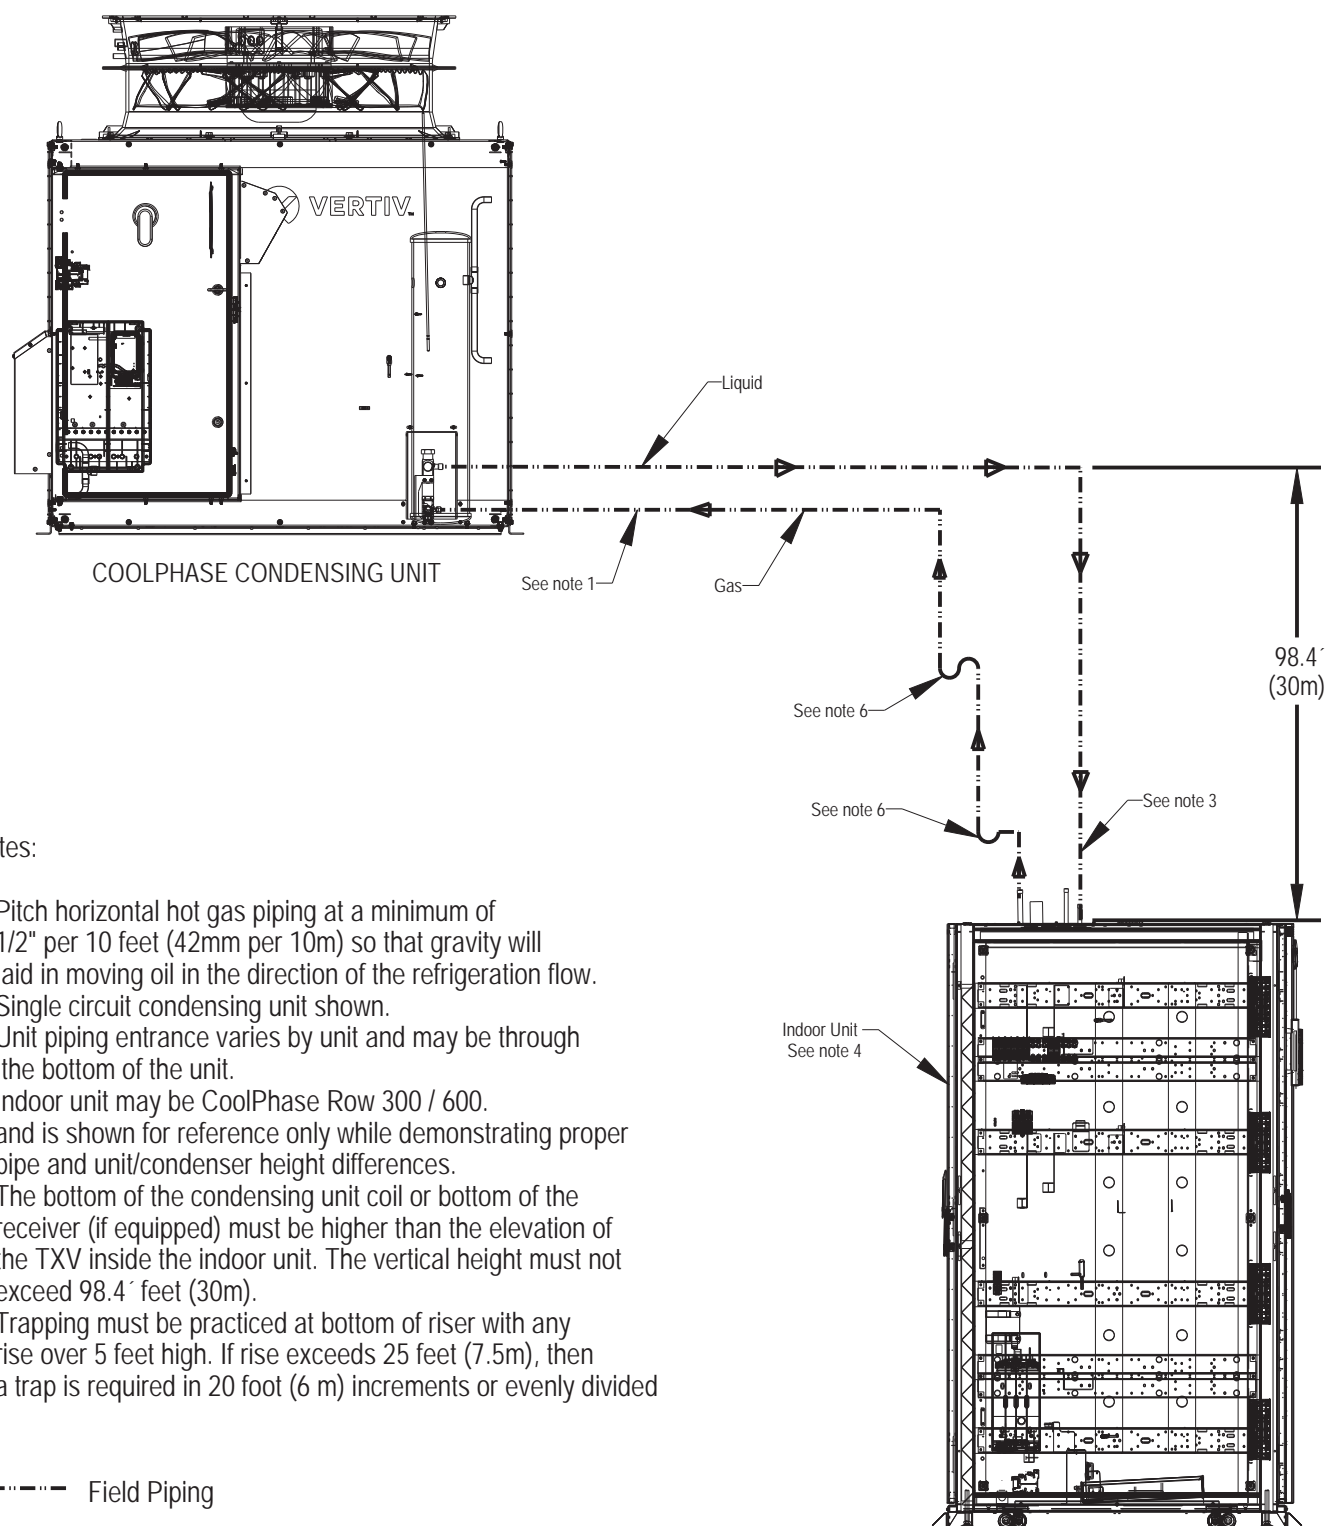 VERTIV™
Liquid
COOLPHASE CONDENSING UNIT
See note 1
Gas
98.4´
(30m)
See note 6
See note 6
See note 3
tes:
Pitch horizontal hot gas piping at a minimum of
1/2" per 10 feet (42mm per 10m) so that gravity will
aid in moving oil in the direction of the refrigeration flow.
Single circuit condensing unit shown.
Unit piping entrance varies by unit and may be through
the bottom of the unit.
Indoor unit may be CoolPhase Row 300 / 600.
and is shown for reference only while demonstrating proper
pipe and unit/condenser height differences.
The bottom of the condensing unit coil or bottom of the
receiver (if equipped) must be higher than the elevation of
the TXV inside the indoor unit. The vertical height must not
exceed 98.4´ feet (30m).
Trapping must be practiced at bottom of riser with any
rise over 5 feet high. If rise exceeds 25 feet (7.5m), then
a trap is required in 20 foot (6 m) increments or evenly divided
Indoor Unit
See note 4
Field Piping